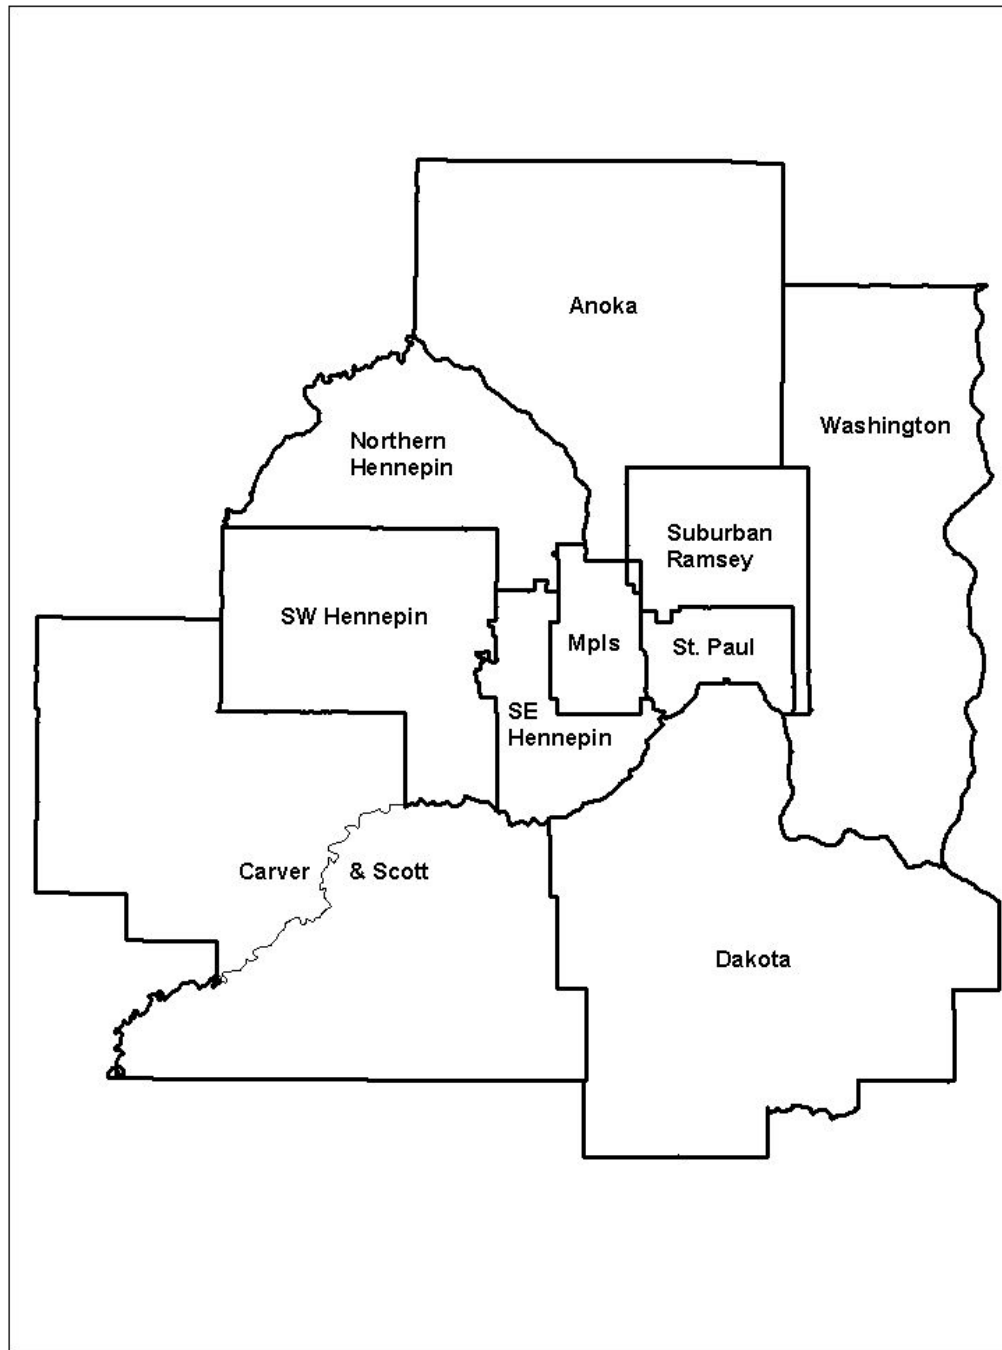 Anoka
Washington
Northern
Hennepin
Suburban
Ramsey
SW Hennepin
Mpls
St. Paul
SE
Hennepin
Carver & Scott
Dakota